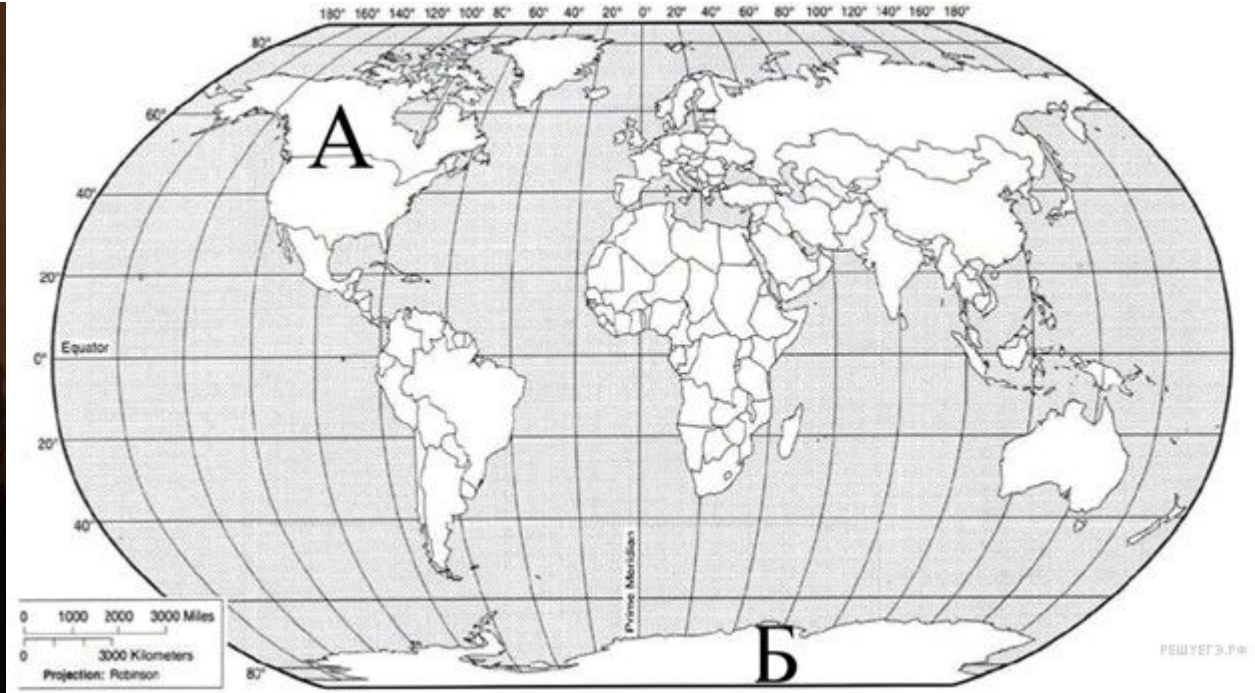 180° 160° 140° 120° 100° 80° 60° 40° 20° 0° 20° 40° 60° 80° 100° 120° 140° 160° 180°
80°
60°
А
40°
20°
Equator
0°
20°
40°
Prime Meridian
0 1000 2000 3000 Miles
0 3000 Kilometers
Projection: Robinson
80°
Б
РЕШУЕГЭ.РФ